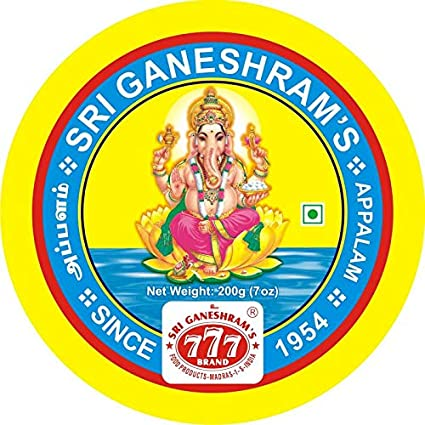 SRI GANESHRAM'S
அப்பளம்
APPALAM
SINCE
1954
Net Weight: 200g (7oz)
SRI GANESHRAM'S
®
777
BRAND
FOOD PRODUCTS-MADRAS-1-S-INDIA